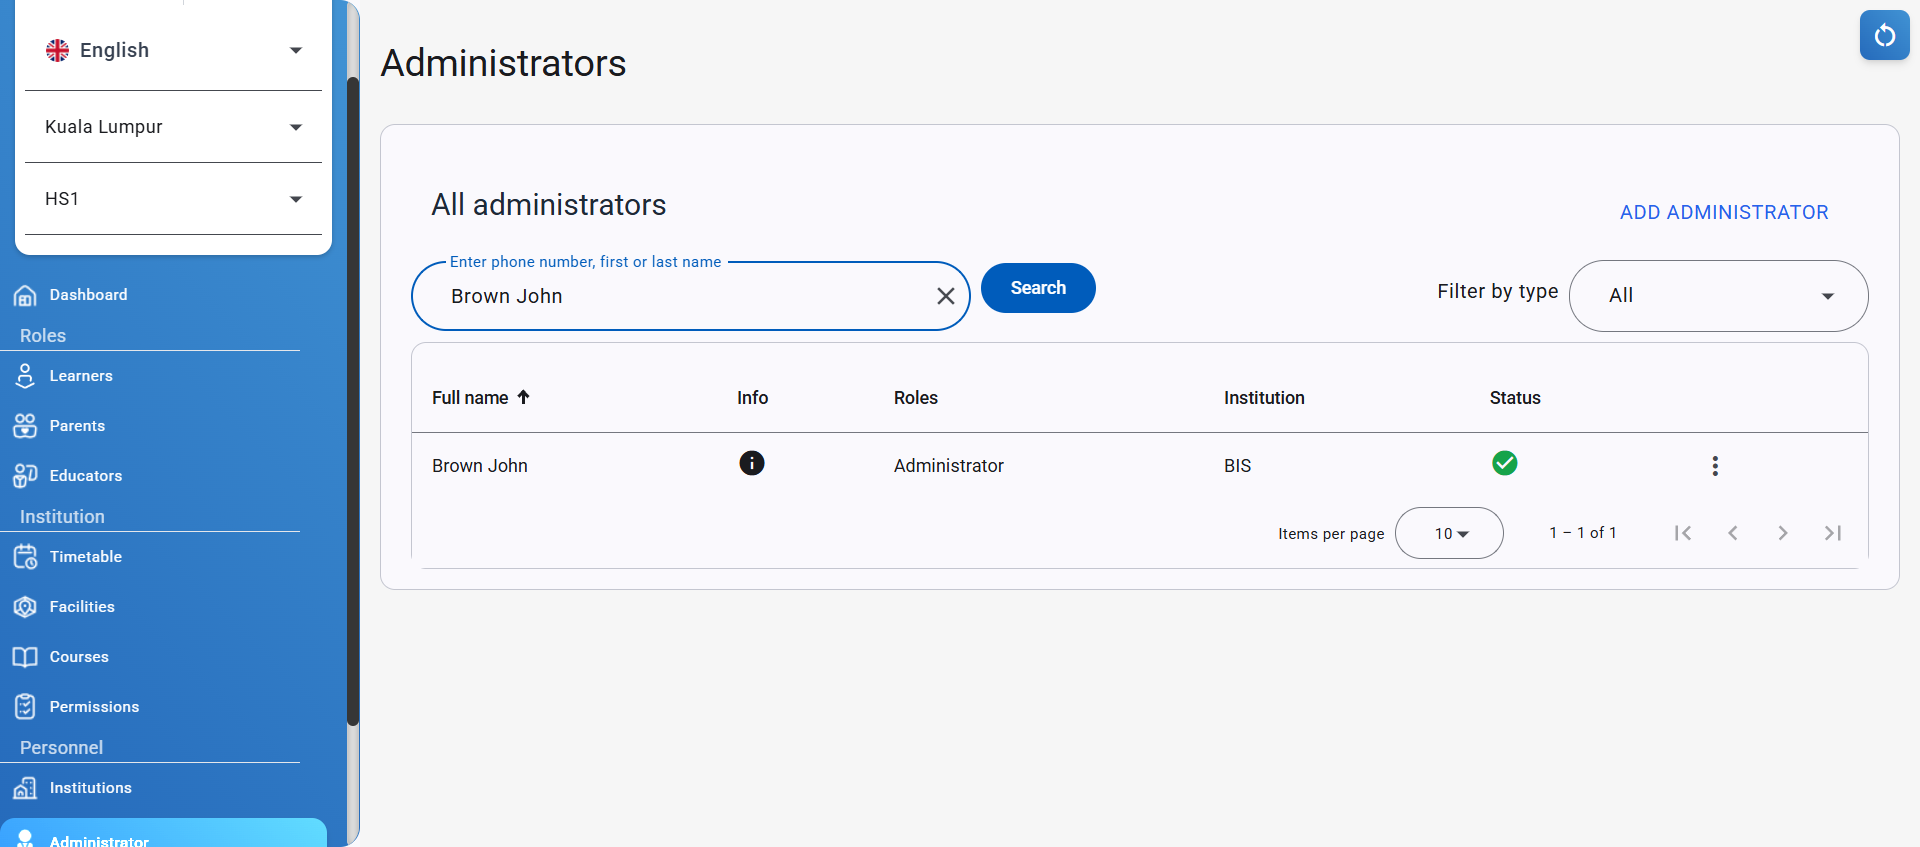 English
Kuala Lumpur
HS1
Dashboard
Roles
Learners
Parents
Educators
Institution
Timetable
Facilities
Courses
Permissions
Personnel
Institutions
Administrator
Administrators
All administrators
ADD ADMINISTRATOR
Enter phone number, first or last name
Brown John
Search
Filter by type
All
Full name Info Roles Institution Status
Brown John Administrator BIS
Items per page 10 1 – 1 of 1